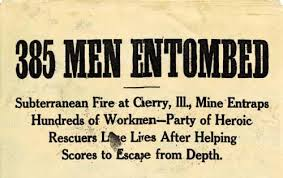 385 MEN ENTOMBED
Subterranean Fire at Cherry, Ill., Mine Entraps
Hundreds of Workmen—Party of Heroic
Rescuers Lose Lives After Helping
Scores to Escape from Depth.